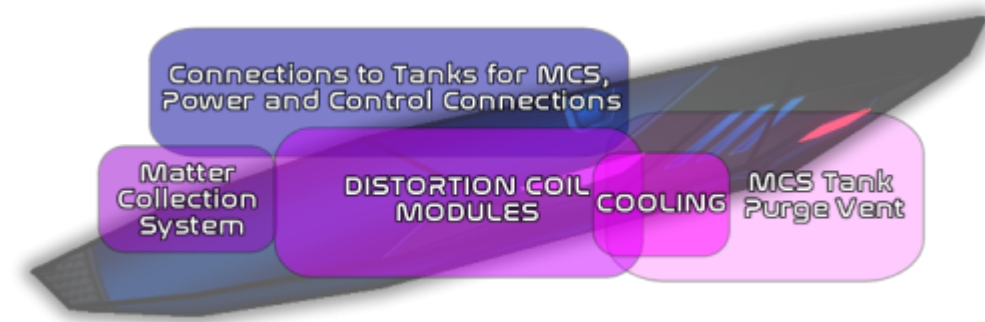 Connections to Tanks for MCS,
Power and Control Connections
Matter
Collection
System
DISTORTION COIL
MODULES
COOLING
MCS Tank
Purge Vent